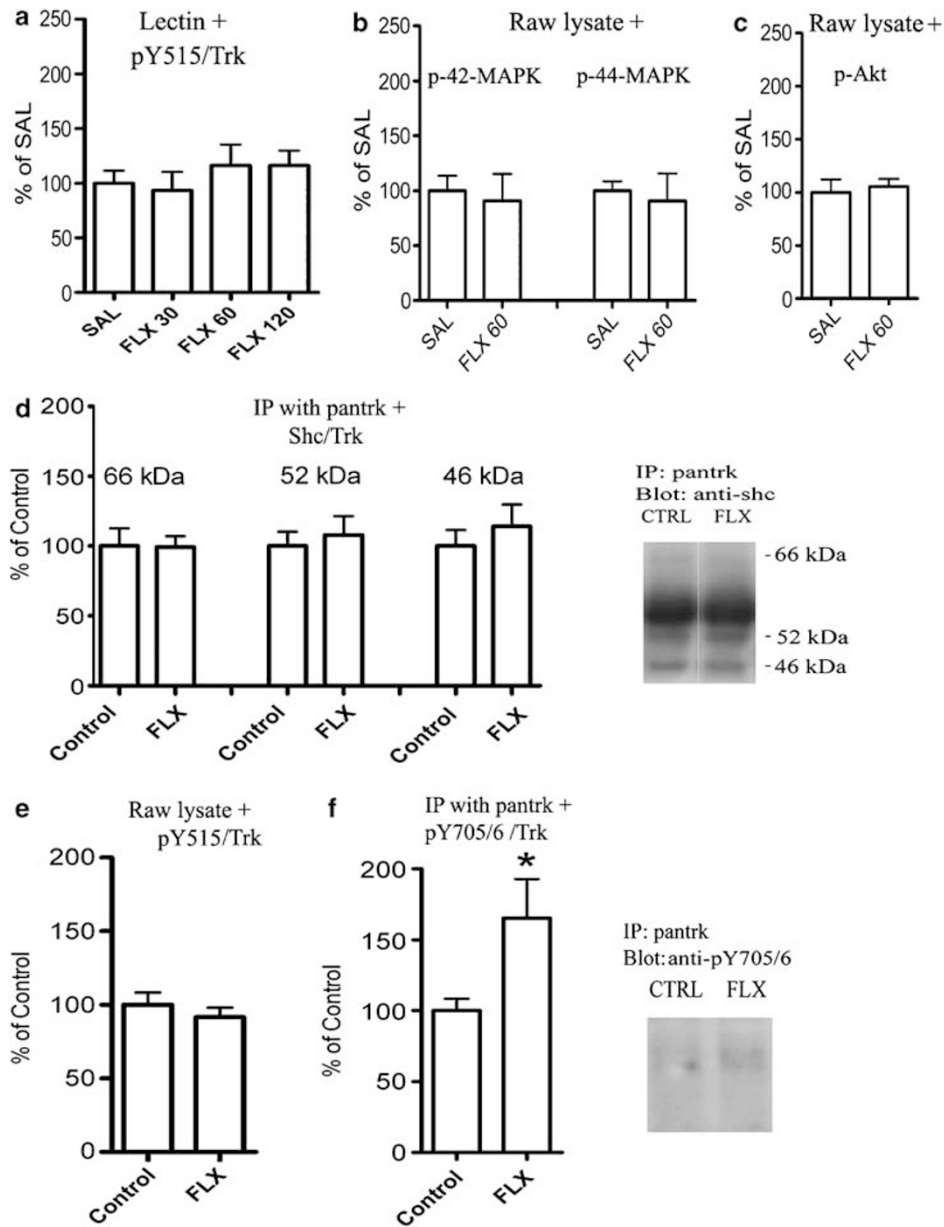 a
Lectin +
pY515/Trk
% of SAL
250
200
150
100
50
0
SAL
FLX 30
FLX 60
FLX 120
b
Raw lysate +
p-42-MAPK
p-44-MAPK
% of SAL
250
200
150
100
50
0
SAL
FLX 60
SAL
FLX 60
c
Raw lysate +
p-Akt
% of SAL
250
200
150
100
50
0
SAL
FLX 60
d
IP with pantrk +
Shc/Trk
66 kDa
52 kDa
46 kDa
% of Control
200
150
100
50
0
Control
FLX
Control
FLX
Control
FLX
IP: pantrk
Blot: anti-shc
CTRL FLX
- 66 kDa
- 52 kDa
- 46 kDa
e
Raw lysate +
pY515/Trk
% of Control
200
150
100
50
0
Control
FLX
f
IP with pantrk +
pY705/6 /Trk
*
% of Control
200
150
100
50
0
Control
FLX
IP: pantrk
Blot:anti-pY705/6
CTRL FLX